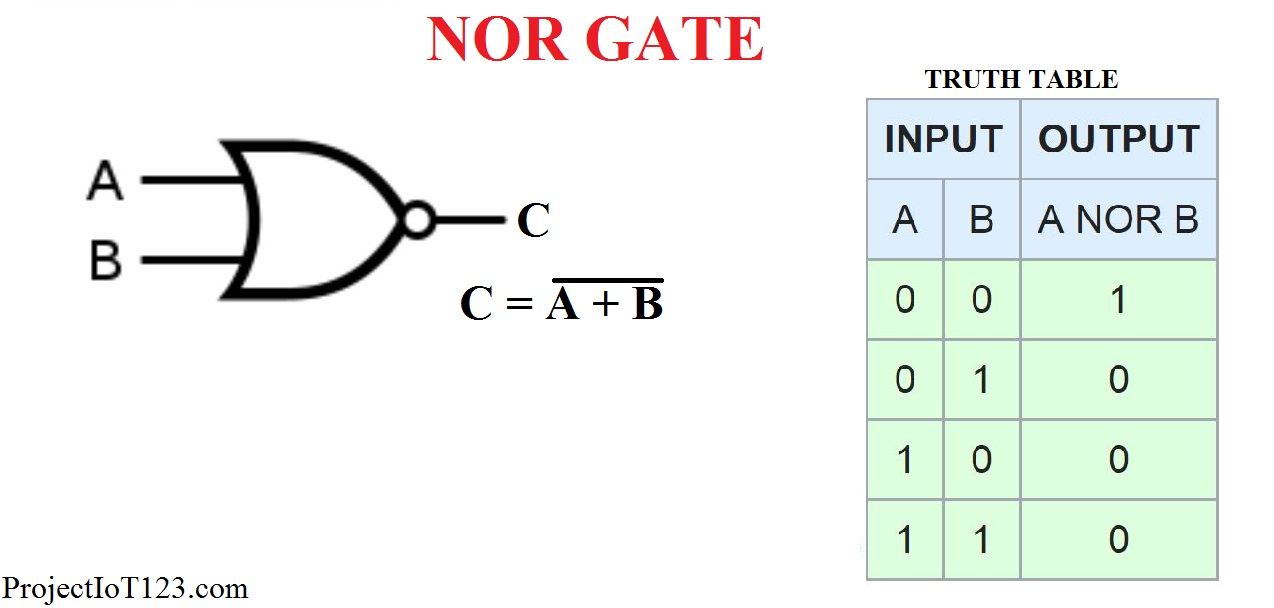 NOR GATE
A
B
C
C = A + B
TRUTH TABLE
INPUT OUTPUT
A B A NOR B
0 0 1
0 1 0
1 0 0
1 1 0
ProjectIoT123.com